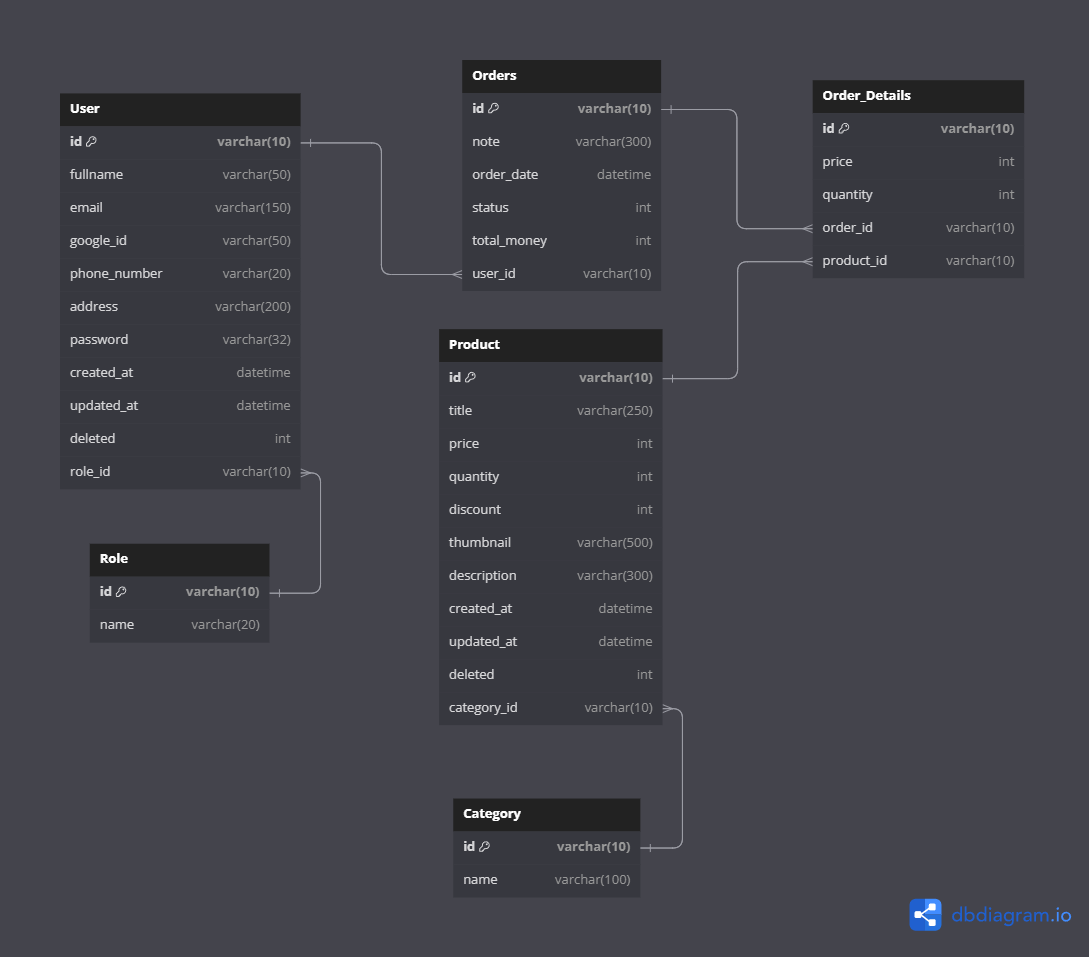 User
id varchar(10)
fullname varchar(50)
email varchar(150)
google_id varchar(50)
phone_number varchar(20)
address varchar(200)
password varchar(32)
created_at datetime
updated_at datetime
deleted int
role_id varchar(10)
Role
id varchar(10)
name varchar(20)
Orders
id varchar(10)
note varchar(300)
order_date datetime
status int
total_money int
user_id varchar(10)
Product
id varchar(10)
title varchar(250)
price int
quantity int
discount int
thumbnail varchar(500)
description varchar(300)
created_at datetime
updated_at datetime
deleted int
category_id varchar(10)
Category
id varchar(10)
name varchar(100)
Order_Details
id varchar(10)
price int
quantity int
order_id varchar(10)
product_id varchar(10)
dbdiagram.io